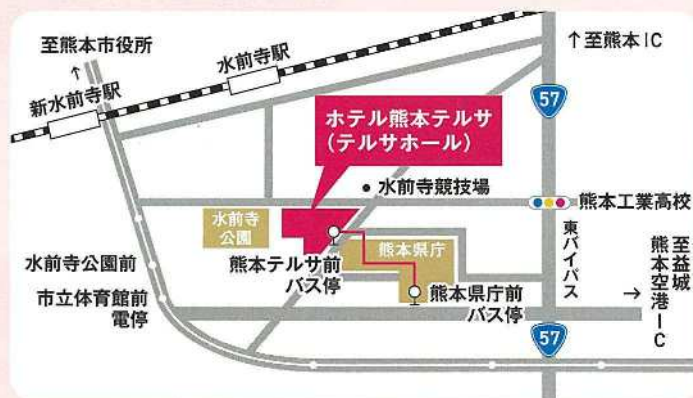 至熊本市役所
↑
水前寺駅
新水前寺駅
↑至熊本IC
57
ホテル熊本テルサ
(テルサホール)
水前寺競技場
熊本工業高校
水前寺
公園
熊本県庁
東バイパス
至益城
熊本空港IC
→
水前寺公園前
熊本テルサ前
バス停
市立体育館前
電停
熊本県庁前
バス停
57